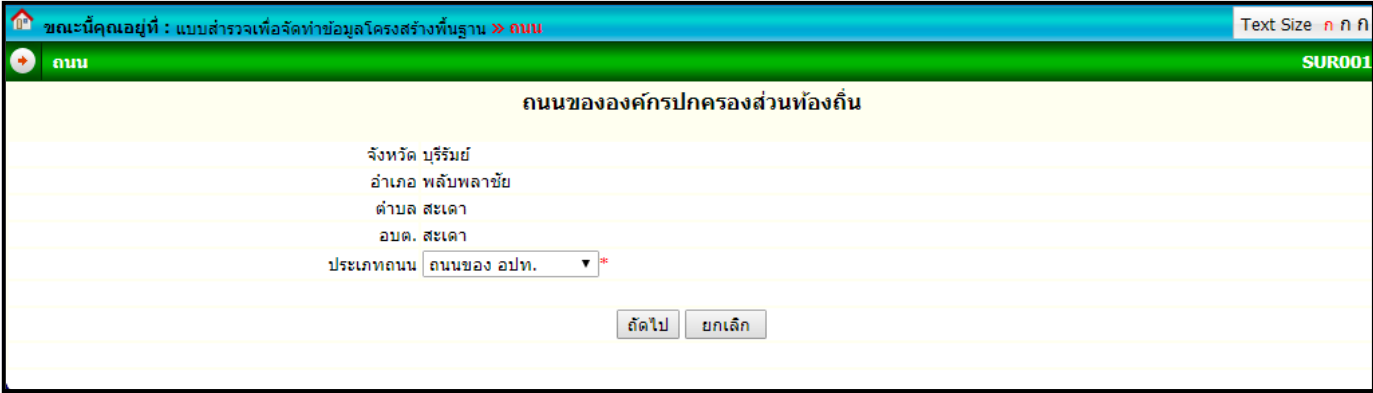 ขณะนี้คุณอยู่ที่ : แบบสำรวจเพื่อจัดทำข้อมูลโครงสร้างพื้นฐาน >> ถนน Text Size ก ก ก
ถนน SUR001
ถนนขององค์กรปกครองส่วนท้องถิ่น
จังหวัด บุรีรัมย์
อำเภอ พลับพลาชัย
ตำบล สะเดา
อบต. สะเดา
ประเภทถนน ถนนของ อปท. ▼ *
ถัดไป ยกเลิก